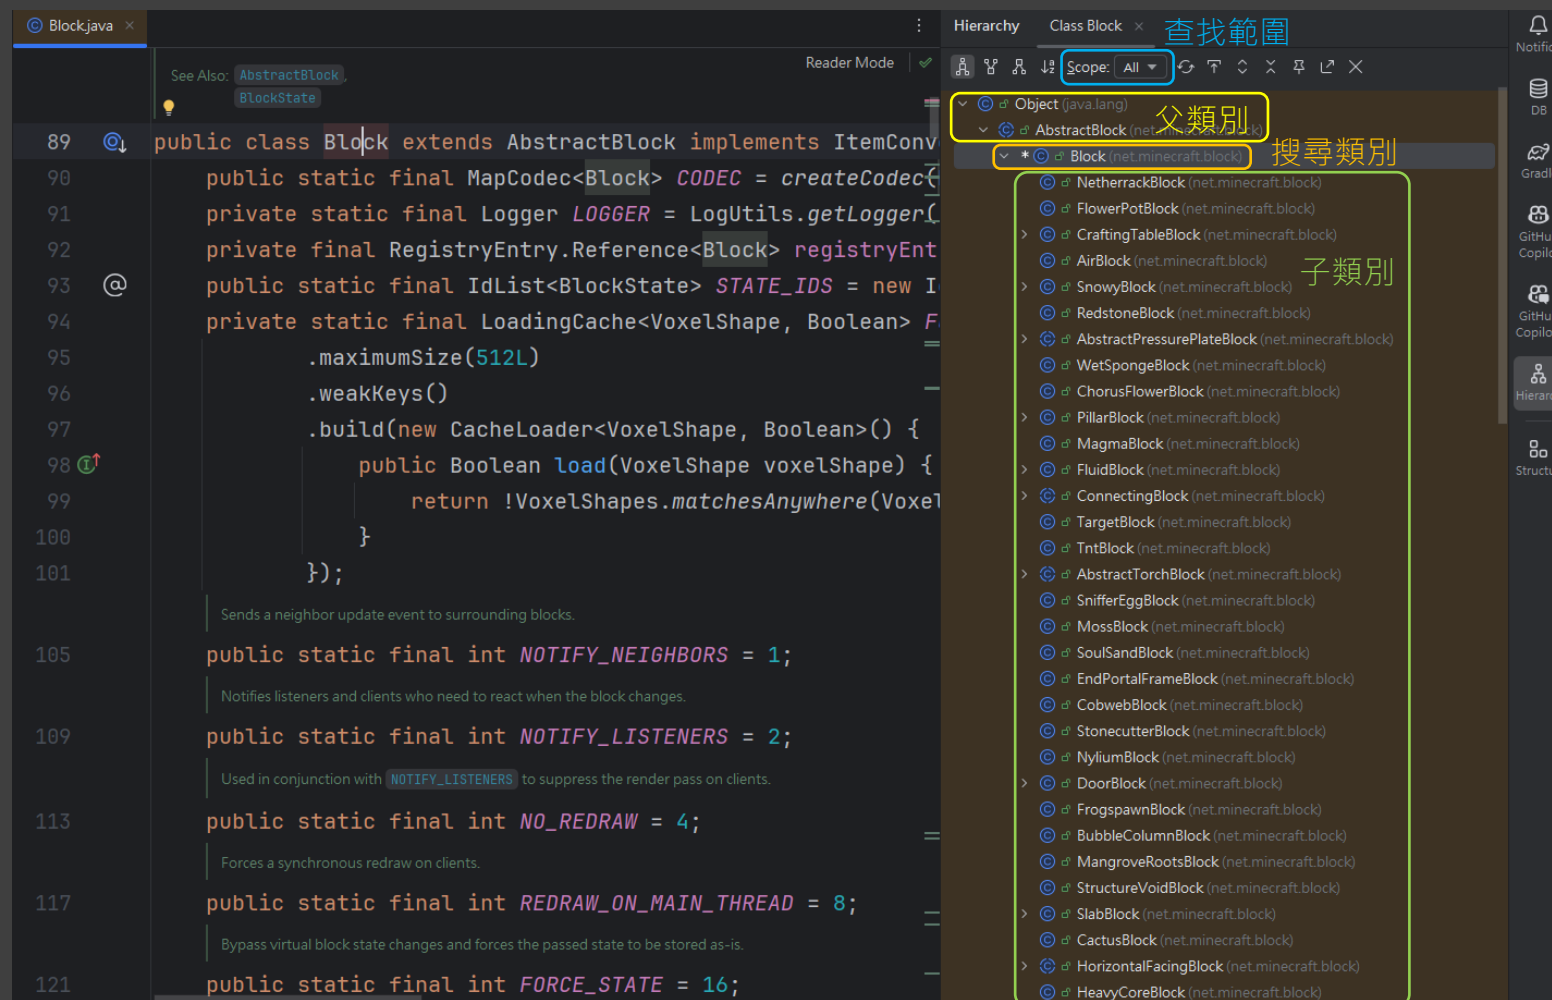 Block.java
Hierarchy
Class Block
查找範圍
Reader Mode
Scope:
All
See Also: AbstractBlock,
BlockState
89 public class Block extends AbstractBlock implements ItemConv
90 public static final MapCodec<Block> CODEC = createCodec(
91 private static final Logger LOGGER = LogUtils.getLogger(
92 private final RegistryEntry.Reference<Block> registryEnt
93 public static final IdList<BlockState> STATE_IDS = new I
94 private static final LoadingCache<VoxelShape, Boolean> F
95 .maximumSize(512L)
96 .weakKeys()
97 .build(new CacheLoader<VoxelShape, Boolean>() {
98 public Boolean load(VoxelShape voxelShape) {
99 return !VoxelShapes.matchesAnywhere(Voxel
100 }
101 });
Sends a neighbor update event to surrounding blocks.
105 public static final int NOTIFY_NEIGHBORS = 1;
Notifies listeners and clients who need to react when the block changes.
109 public static final int NOTIFY_LISTENERS = 2;
Used in conjunction with NOTIFY_LISTENERS to suppress the render pass on clients.
113 public static final int NO_REDRAW = 4;
Forces a synchronous redraw on clients.
117 public static final int REDRAW_ON_MAIN_THREAD = 8;
Bypass virtual block state changes and forces the passed state to be stored as-is.
121 public static final int FORCE_STATE = 16;
Object (java.lang)
AbstractBlock (net.minecraft.block)
父類別
* Block (net.minecraft.block)
搜尋類別
NetherrackBlock (net.minecraft.block)
FlowerPotBlock (net.minecraft.block)
CraftingTableBlock (net.minecraft.block)
AirBlock (net.minecraft.block)
子類別
SnowyBlock (net.minecraft.block)
RedstoneBlock (net.minecraft.block)
AbstractPressurePlateBlock (net.minecraft.block)
WetSpongeBlock (net.minecraft.block)
ChorusFlowerBlock (net.minecraft.block)
PillarBlock (net.minecraft.block)
MagmaBlock (net.minecraft.block)
FluidBlock (net.minecraft.block)
ConnectingBlock (net.minecraft.block)
TargetBlock (net.minecraft.block)
TntBlock (net.minecraft.block)
AbstractTorchBlock (net.minecraft.block)
SnifferEggBlock (net.minecraft.block)
MossBlock (net.minecraft.block)
SoulSandBlock (net.minecraft.block)
EndPortalFrameBlock (net.minecraft.block)
CobwebBlock (net.minecraft.block)
StonecutterBlock (net.minecraft.block)
NyliumBlock (net.minecraft.block)
DoorBlock (net.minecraft.block)
FrogspawnBlock (net.minecraft.block)
BubbleColumnBlock (net.minecraft.block)
MangroveRootsBlock (net.minecraft.block)
StructureVoidBlock (net.minecraft.block)
SlabBlock (net.minecraft.block)
CactusBlock (net.minecraft.block)
HorizontalFacingBlock (net.minecraft.block)
HeavyCoreBlock (net.minecraft.block)
Notific
DB
Gradl
GitHu
Copilo
GitHu
Copilo
Hierarc
Structu